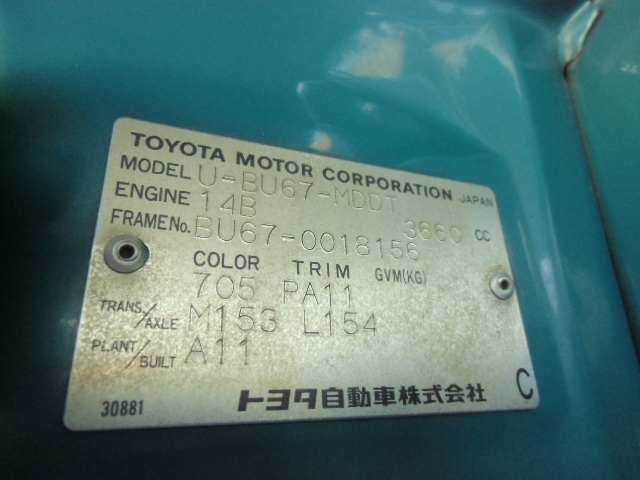 TOYOTA MOTOR CORPORATION JAPAN
MODEL U-BU67-MDDT
ENGINE 14B 3660 CC
FRAME No. BU67-0018156
COLOR TRIM GVM(KG)
705 PA11
TRANS./AXLE M153 L154
PLANT/BUILT A11
30881 トヨタ自動車株式会社 C